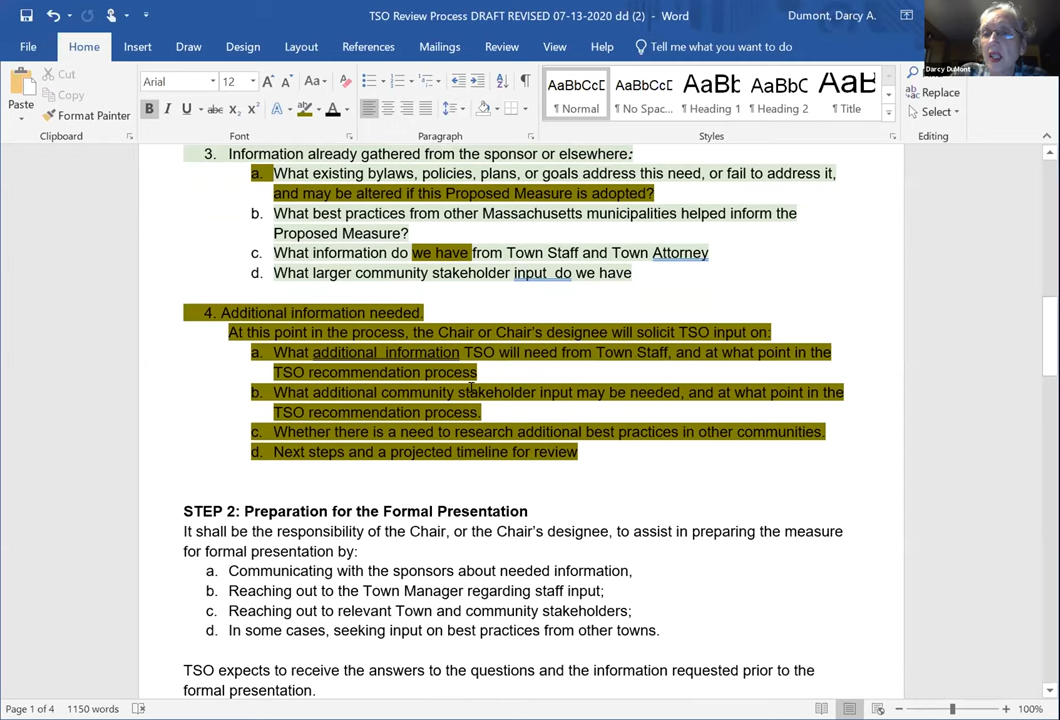 TSO Review Process DRAFT REVISED 07-13-2020 dd (2) - Word
Dumont, Darcy A.
File Home Insert Draw Design Layout References Mailings Review View Help Tell me what you want to do
Darcy DuMont
Paste
Cut
Copy
Format Painter
Clipboard
Arial 12
Font
Paragraph
AaBbCcD AaBbCcD AaBb( AaBbCc AaBb
¶ Normal ¶ No Spac... Heading 1 Heading 2 Title
Styles
Replace
Select
Editing
3. Information already gathered from the sponsor or elsewhere:
a. What existing bylaws, policies, plans, or goals address this need, or fail to address it,
and may be altered if this Proposed Measure is adopted?
b. What best practices from other Massachusetts municipalities helped inform the
Proposed Measure?
c. What information do we have from Town Staff and Town Attorney
d. What larger community stakeholder input do we have
4. Additional information needed.
At this point in the process, the Chair or Chair's designee will solicit TSO input on:
a. What additional information TSO will need from Town Staff, and at what point in the
TSO recommendation process
b. What additional community stakeholder input may be needed, and at what point in the
TSO recommendation process.
c. Whether there is a need to research additional best practices in other communities.
d. Next steps and a projected timeline for review
STEP 2: Preparation for the Formal Presentation
It shall be the responsibility of the Chair, or the Chair's designee, to assist in preparing the measure
for formal presentation by:
a. Communicating with the sponsors about needed information,
b. Reaching out to the Town Manager regarding staff input;
c. Reaching out to relevant Town and community stakeholders;
d. In some cases, seeking input on best practices from other towns.
TSO expects to receive the answers to the questions and the information requested prior to the
formal presentation.
Page 1 of 4 1150 words
100%